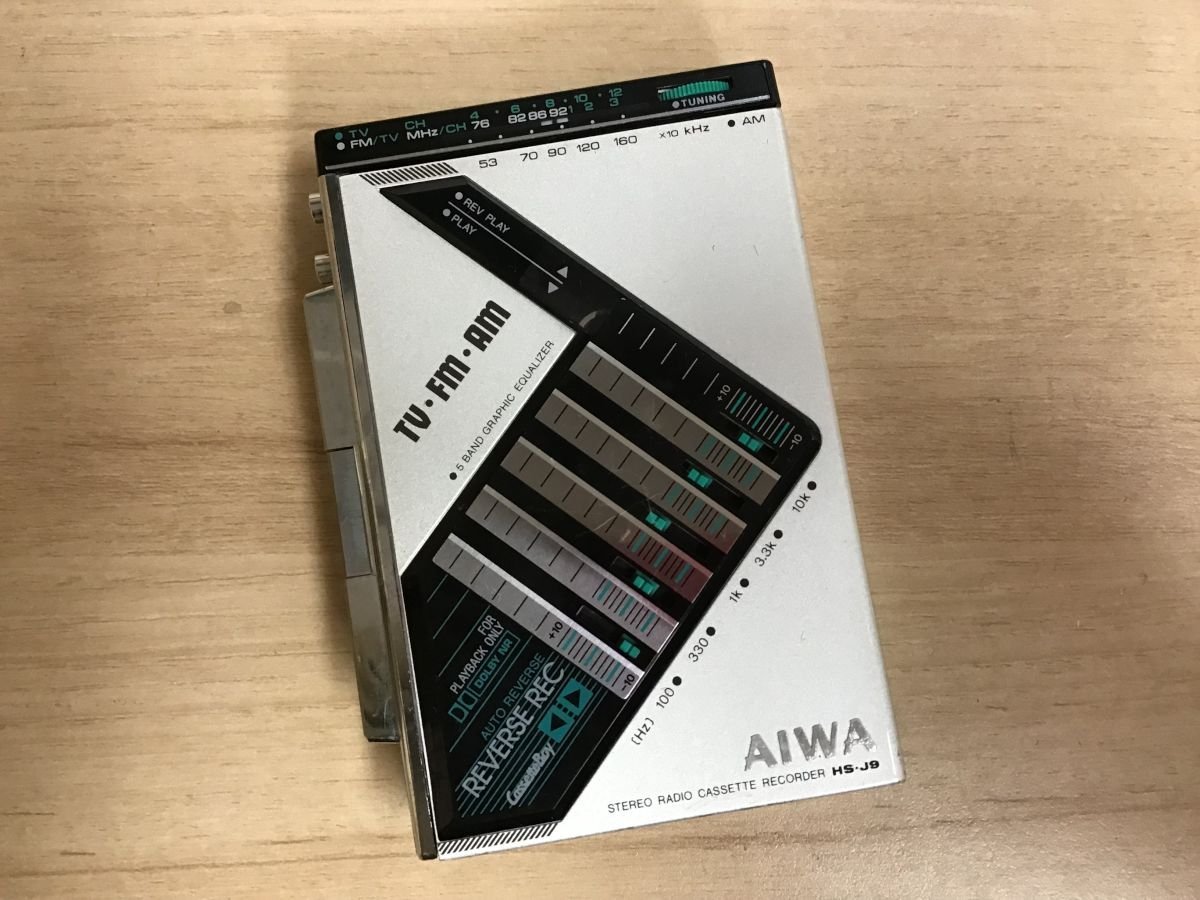 TV CH 4 · 6 · 8 · 10 · 12
FM/TV MHz/CH 76 82 86 92 1 2 3
TUNING
53 70 90 120 160 x10 kHz AM
REV PLAY
PLAY
TV·FM·AM
5 BAND GRAPHIC EQUALIZER
+10
-10
10k
3.3k
1k
330
100
(Hz)
+10
-10
FOR
PLAYBACK ONLY
DOLBY NR
AUTO REVERSE
REVERSE REC
CassetteBoy
AIWA
STEREO RADIO CASSETTE RECORDER HS-J9